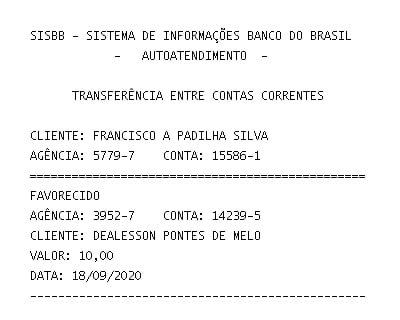 SISBB - SISTEMA DE INFORMAÇÕES BANCO DO BRASIL
- AUTOATENDIMENTO -
TRANSFERÊNCIA ENTRE CONTAS CORRENTES
CLIENTE: FRANCISCO A PADILHA SILVA
AGÊNCIA: 5779-7 CONTA: 15586-1
================================================
FAVORECIDO
AGÊNCIA: 3952-7 CONTA: 14239-5
CLIENTE: DEALESSON PONTES DE MELO
VALOR: 10,00
DATA: 18/09/2020
------------------------------------------------